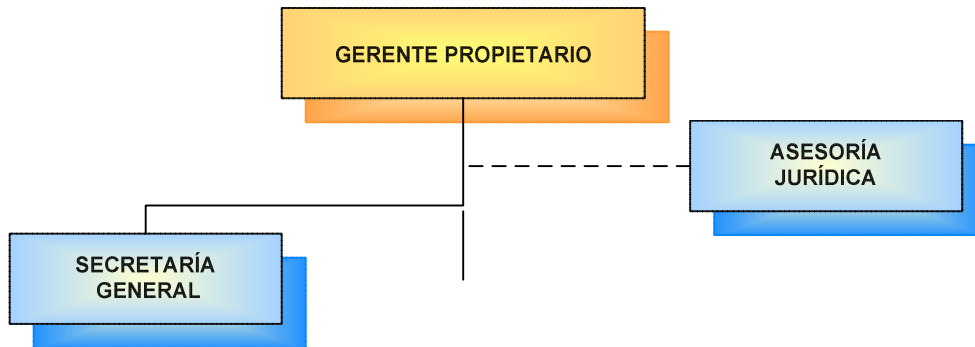 GERENTE PROPIETARIO
ASESORÍA
JURÍDICA
SECRETARÍA
GENERAL